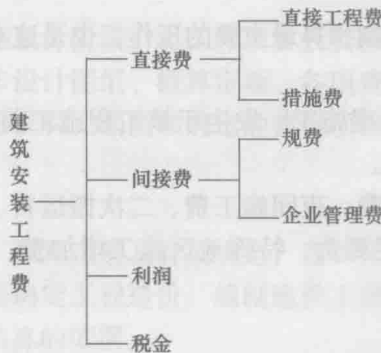 建筑安装工程费
直接费
直接工程费
措施费
间接费
规费
企业管理费
利润
税金